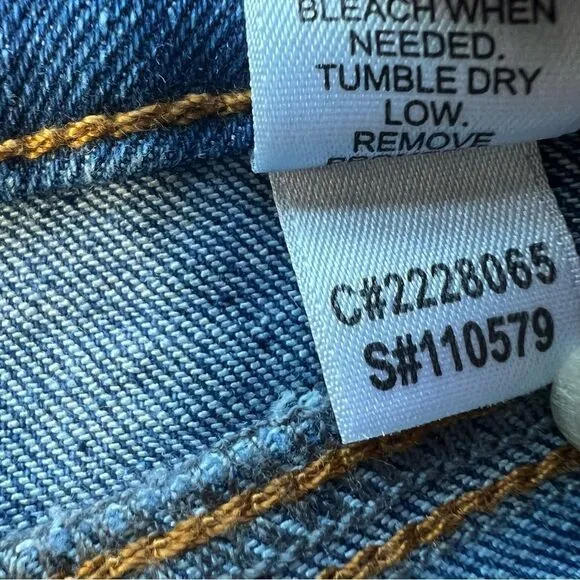 BLEACH WHEN
NEEDED.
TUMBLE DRY
LOW.
REMOVE
C#2228065
S#110579